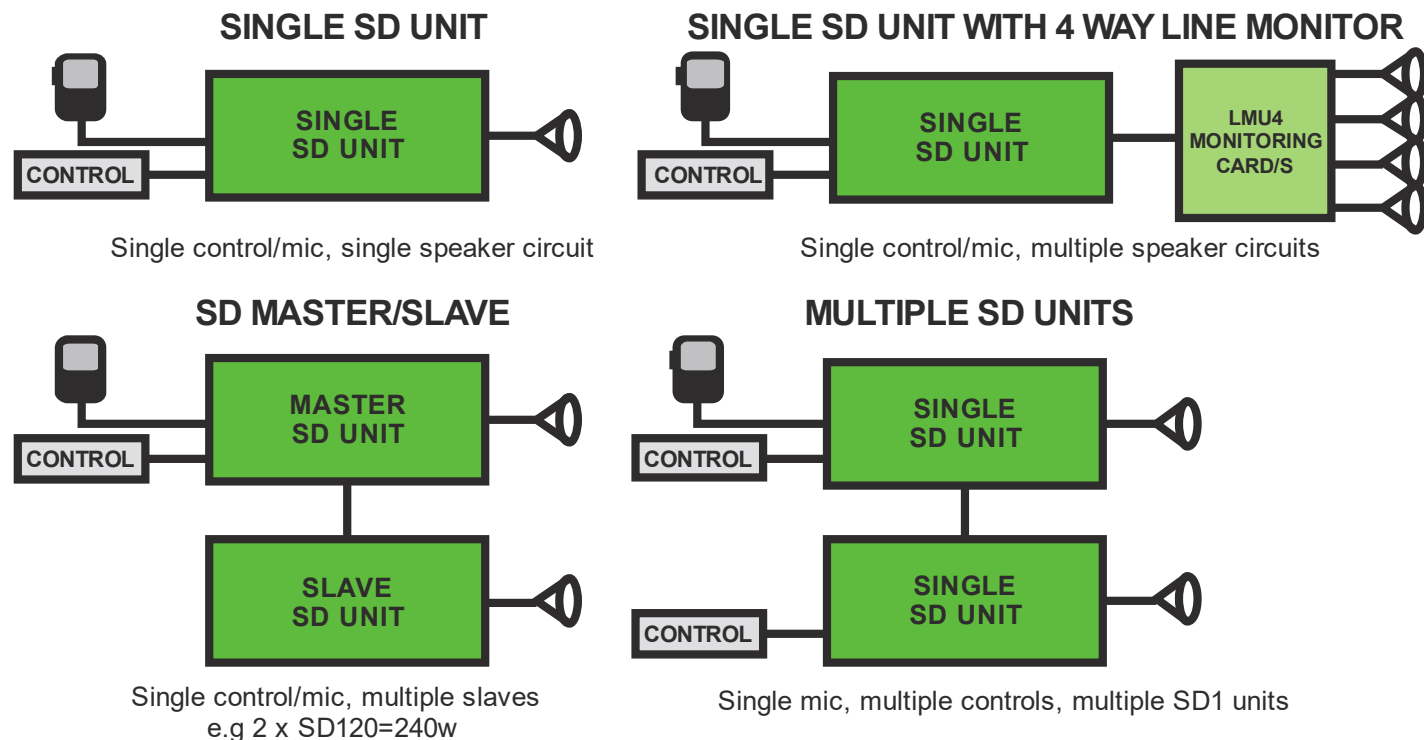 SINGLE SD UNIT
CONTROL
SINGLE
SD UNIT
Single control/mic, single speaker circuit
SINGLE SD UNIT WITH 4 WAY LINE MONITOR
CONTROL
SINGLE
SD UNIT
LMU4
MONITORING
CARD/S
Single control/mic, multiple speaker circuits
SD MASTER/SLAVE
CONTROL
MASTER
SD UNIT
SLAVE
SD UNIT
Single control/mic, multiple slaves
e.g 2 x SD120=240w
MULTIPLE SD UNITS
CONTROL
SINGLE
SD UNIT
CONTROL
SINGLE
SD UNIT
Single mic, multiple controls, multiple SD1 units